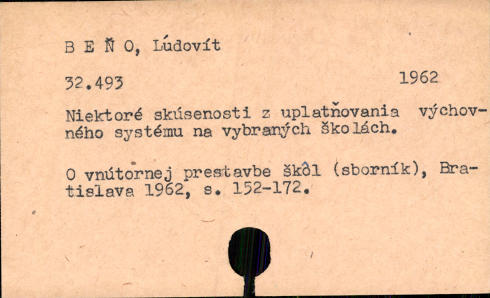 B E Ň O, Lúdovít
32.493 1962
Niektoré skúsenosti z uplatňovania výchov-
ného systému na vybraných školách.
O vnútornej prestavbe škôl (sborník), Bra-
tislava 1962, s. 152-172.